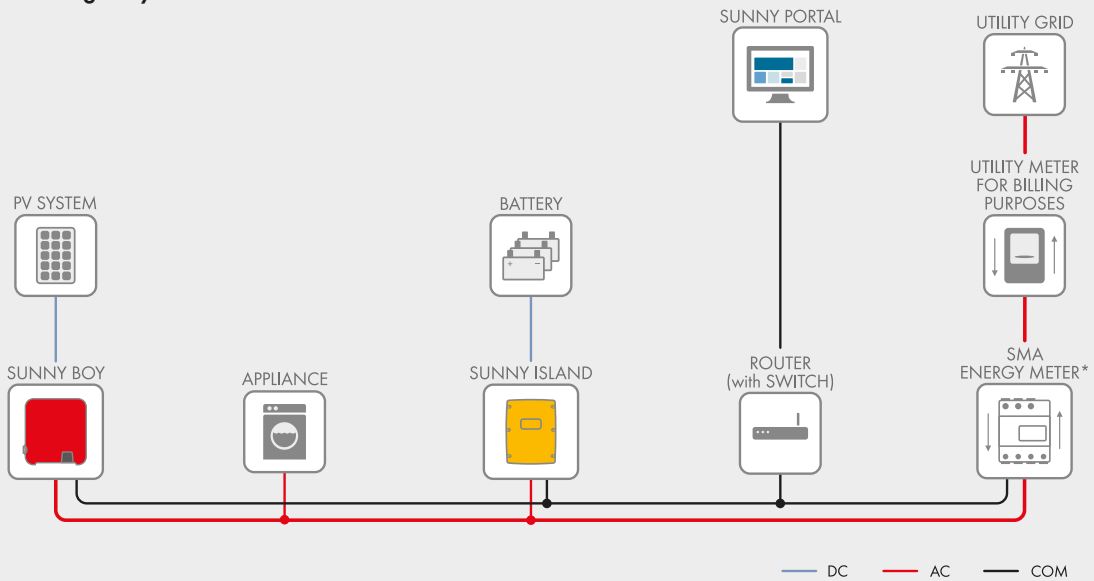 SUNNY PORTAL
UTILITY GRID
UTILITY METER
FOR BILLING
PURPOSES
PV SYSTEM
BATTERY
SUNNY BOY
APPLIANCE
SUNNY ISLAND
ROUTER
(with SWITCH)
SMA
ENERGY METER*
DC
AC
COM